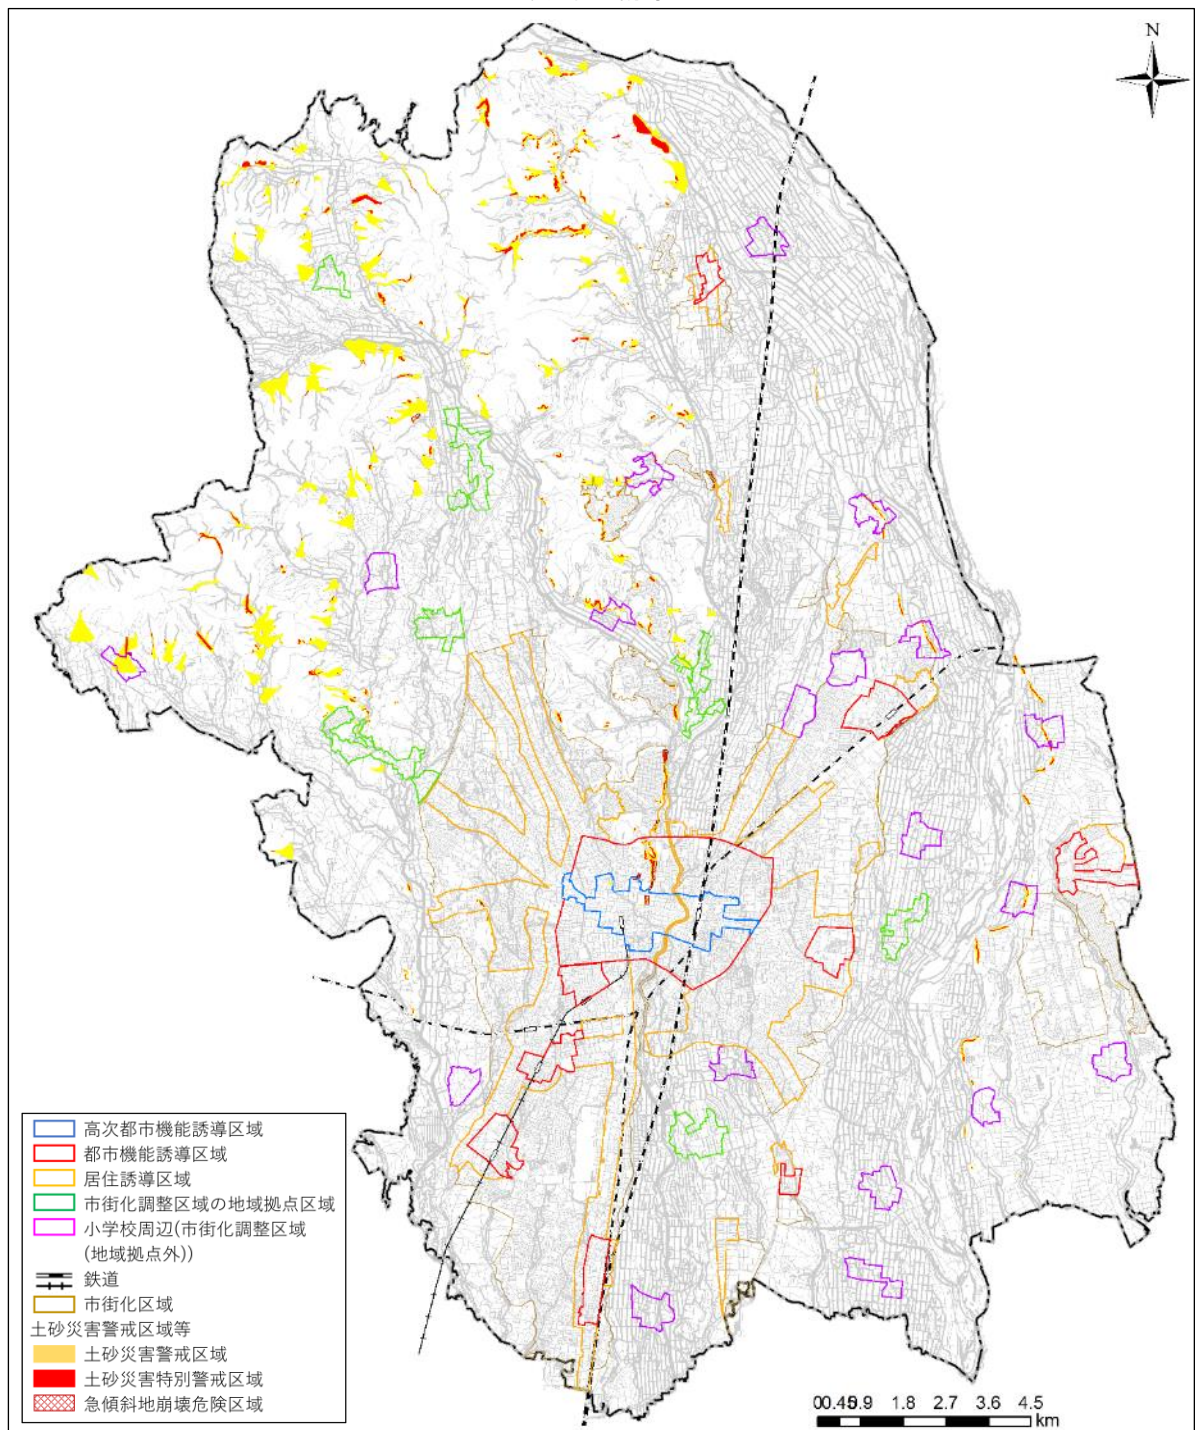 N
高次都市機能誘導区域
都市機能誘導区域
居住誘導区域
市街化調整区域の地域拠点区域
小学校周辺(市街化調整区域
(地域拠点外))
鉄道
市街化区域
土砂災害警戒区域等
土砂災害警戒区域
土砂災害特別警戒区域
急傾斜地崩壊危険区域
00.450.9 1.8 2.7 3.6 4.5
km